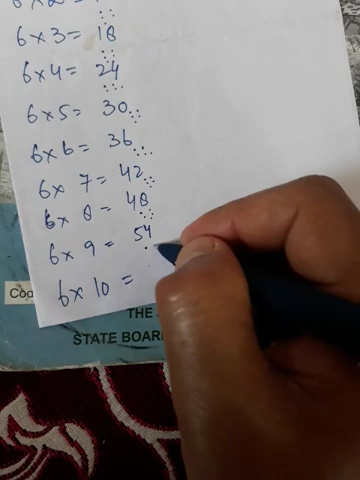 6×3= 18
6×4= 24
6×5= 30
6×6= 36
6× 7= 42
6× 8 = 48
6× 9 = 54
6× 10 =
THE
STATE BOAR